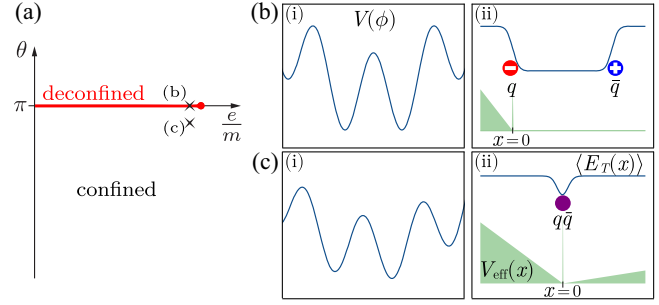 (a)
θ
π
deconfined
(b)
(c)
e/m
confined
(b)
(i)
V(ϕ)
(ii)
q
q̄
x=0
(c)
(i)
(ii)
⟨E_T(x)⟩
qq̄
V_eff(x)
x=0